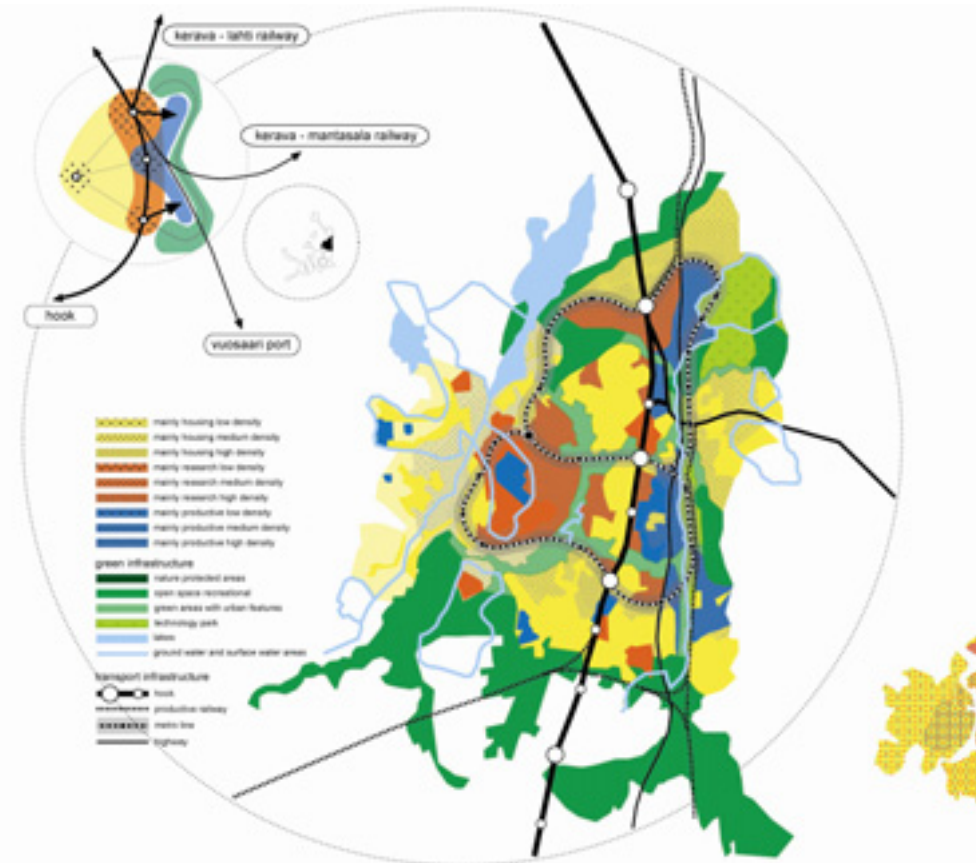 kerava - lahti railway
kerava - mantasala railway
hook
vuosaari port
mainly housing low density
mainly housing medium density
mainly housing high density
mainly research low density
mainly research medium density
mainly research high density
mainly productive low density
mainly productive medium density
mainly productive high density
green infrastructure
nature protected areas
open space recreational
green areas with urban features
technology park
lakes
ground water and surface water areas
transport infrastructure
hook
productive railway
metro line
highway